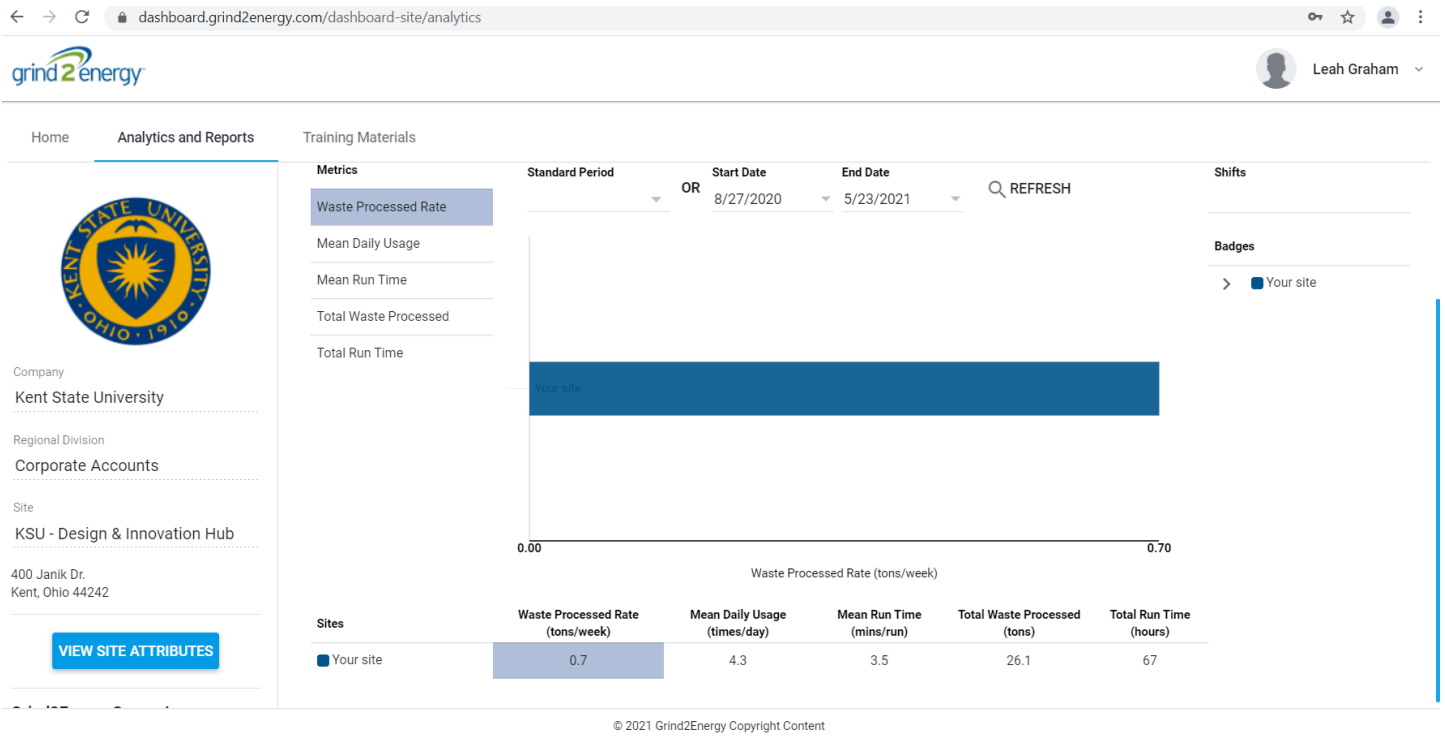 dashboard.grind2energy.com/dashboard-site/analytics
grind2energy
Leah Graham
Home
Analytics and Reports
Training Materials
KENT STATE UNIVERSITY
OHIO · 1910
Company
Kent State University
Regional Division
Corporate Accounts
Site
KSU - Design & Innovation Hub
400 Janik Dr.
Kent, Ohio 44242
VIEW SITE ATTRIBUTES
Metrics
Waste Processed Rate
Mean Daily Usage
Mean Run Time
Total Waste Processed
Total Run Time
Standard Period
OR
Start Date
8/27/2020
End Date
5/23/2021
REFRESH
Your site
0.00
0.70
Waste Processed Rate (tons/week)
Shifts
Badges
Your site
Sites
Waste Processed Rate
(tons/week)
Mean Daily Usage
(times/day)
Mean Run Time
(mins/run)
Total Waste Processed
(tons)
Total Run Time
(hours)
Your site
0.7
4.3
3.5
26.1
67
© 2021 Grind2Energy Copyright Content